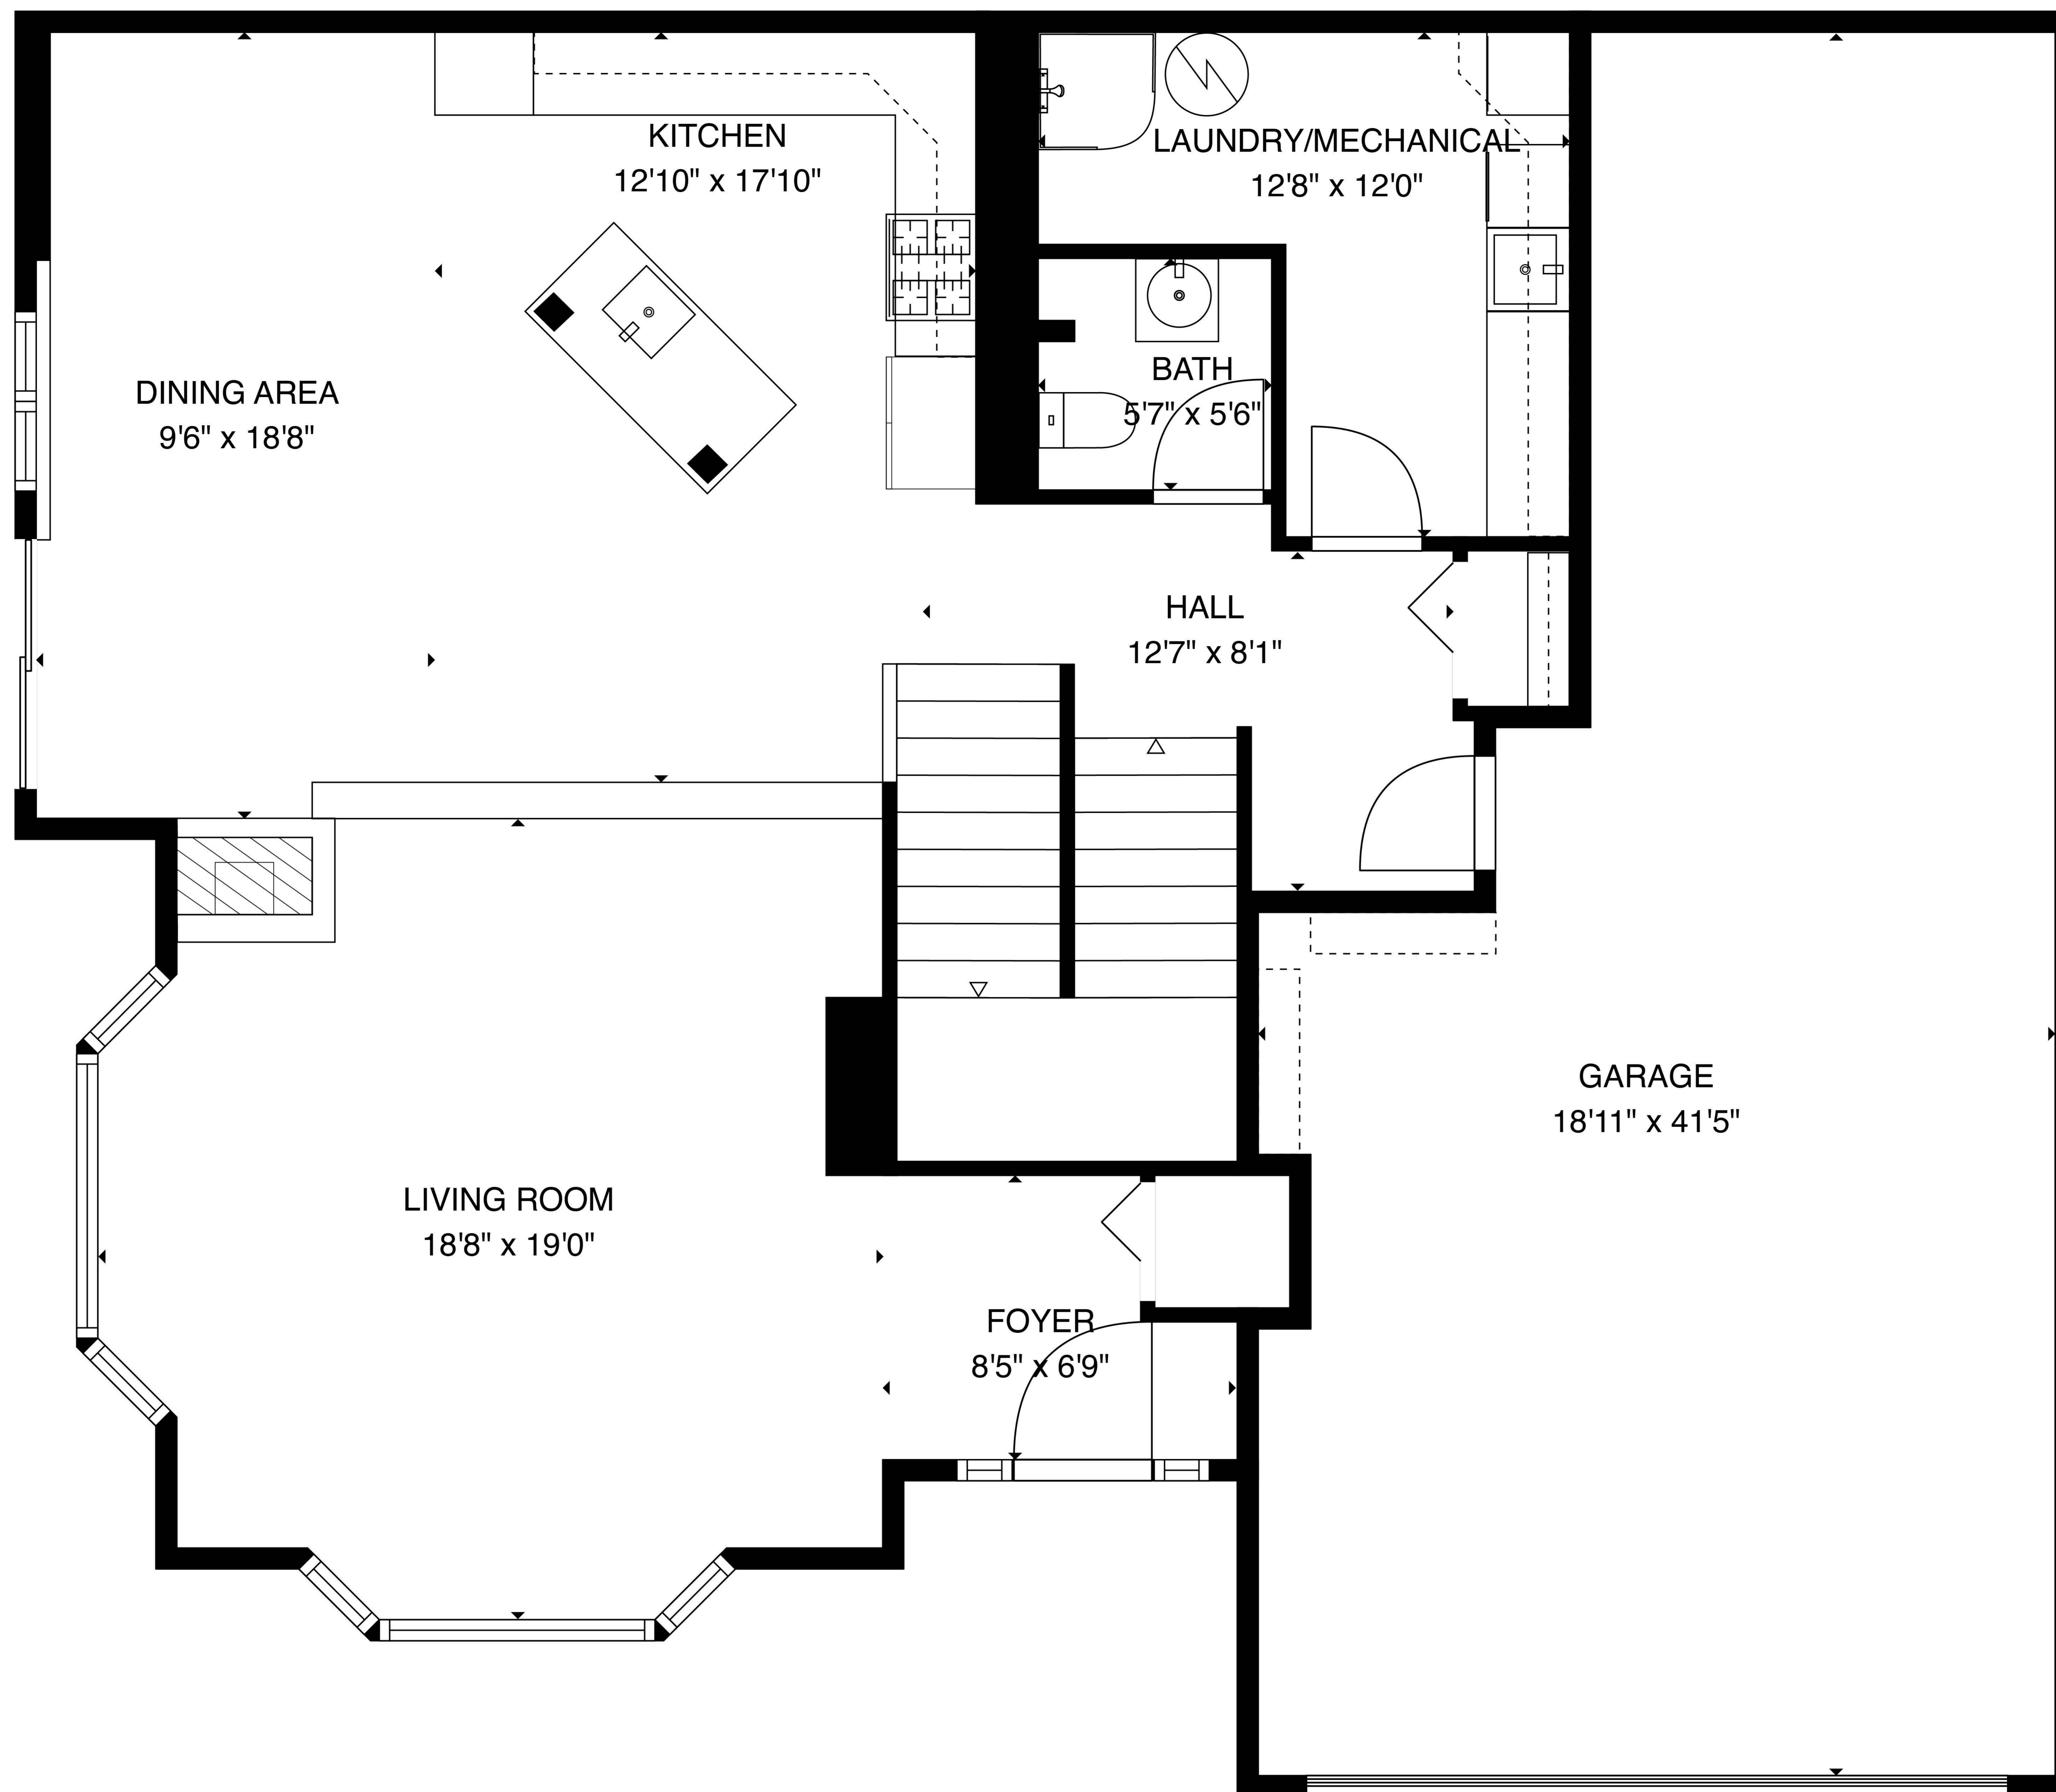 KITCHEN
12'10" x 17'10"
LAUNDRY/MECHANICAL
12'8" x 12'0"
DINING AREA
9'6" x 18'8"
BATH
5'7" x 5'6"
HALL
12'7" x 8'1"
GARAGE
18'11" x 41'5"
LIVING ROOM
18'8" x 19'0"
FOYER
8'5" x 6'9"